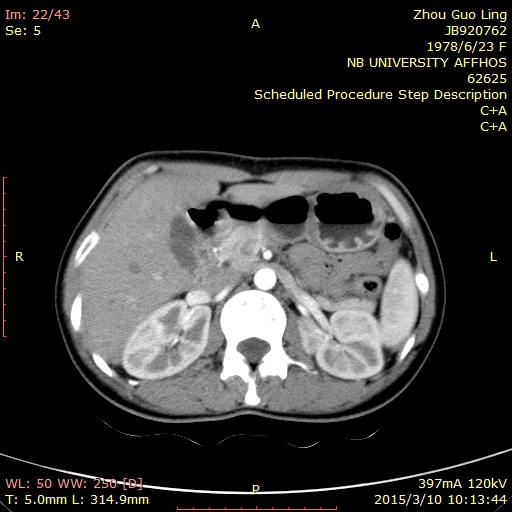 Im: 22/43
Se: 5
A
Zhou Guo Ling
JB920762
1978/6/23 F
NB UNIVERSITY AFFHOS
62625
Scheduled Procedure Step Description
C+A
C+A
R
L
WL: 50 WW: 250 [D]
T: 5.0mm L: 314.9mm
P
397mA 120kV
2015/3/10 10:13:44